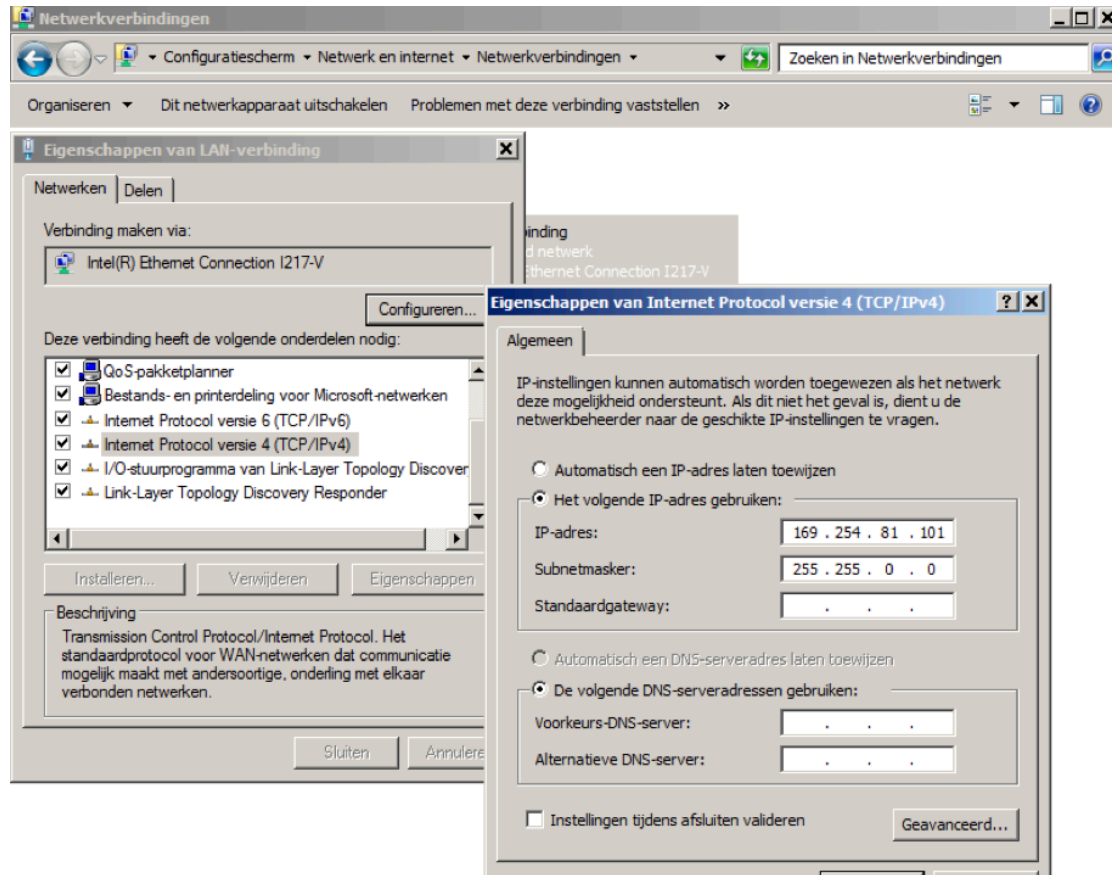 Netwerkverbindingen
Configuratiescherm Netwerk en internet Netwerkverbindingen
Zoeken in Netwerkverbindingen
Organiseren Dit netwerkapparaat uitschakelen Problemen met deze verbinding vaststellen »
Eigenschappen van LAN-verbinding
Netwerken Delen
Verbinding maken via:
Intel(R) Ethernet Connection I217-V
Configureren...
Deze verbinding heeft de volgende onderdelen nodig:
QoS-pakketplanner
Bestands- en printerdeling voor Microsoft-netwerken
Internet Protocol versie 6 (TCP/IPv6)
Internet Protocol versie 4 (TCP/IPv4)
I/O-stuurprogramma van Link-Layer Topology Discover
Link-Layer Topology Discovery Responder
Installeren... Verwijderen Eigenschappen
Beschrijving
Transmission Control Protocol/Internet Protocol. Het
standaardprotocol voor WAN-netwerken dat communicatie
mogelijk maakt met andersoortige, onderling met elkaar
verbonden netwerken.
Sluiten Annulere
inding
d netwerk
Ethernet Connection I217-V
Eigenschappen van Internet Protocol versie 4 (TCP/IPv4)
Algemeen
IP-instellingen kunnen automatisch worden toegewezen als het netwerk
deze mogelijkheid ondersteunt. Als dit niet het geval is, dient u de
netwerkbeheerder naar de geschikte IP-instellingen te vragen.
Automatisch een IP-adres laten toewijzen
Het volgende IP-adres gebruiken:
IP-adres: 169 . 254 . 81 . 101
Subnetmasker: 255 . 255 . 0 . 0
Standaardgateway: . . .
Automatisch een DNS-serveradres laten toewijzen
De volgende DNS-serveradressen gebruiken:
Voorkeurs-DNS-server: . . .
Alternatieve DNS-server: . . .
Instellingen tijdens afsluiten valideren
Geavanceerd...